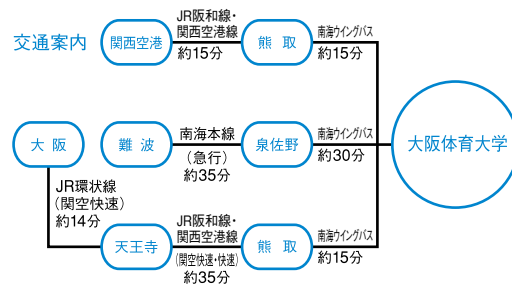 交通案内
関西空港
JR阪和線・
関西空港線
約15分
熊取
南海ウイングバス
約15分
大阪
難波
南海本線
(急行)
約35分
泉佐野
南海ウイングバス
約30分
大阪体育大学
JR環状線
(関空快速)
約14分
天王寺
JR阪和線・
関西空港線
(関空快速・快速)
約35分
熊取
南海ウイングバス
約15分